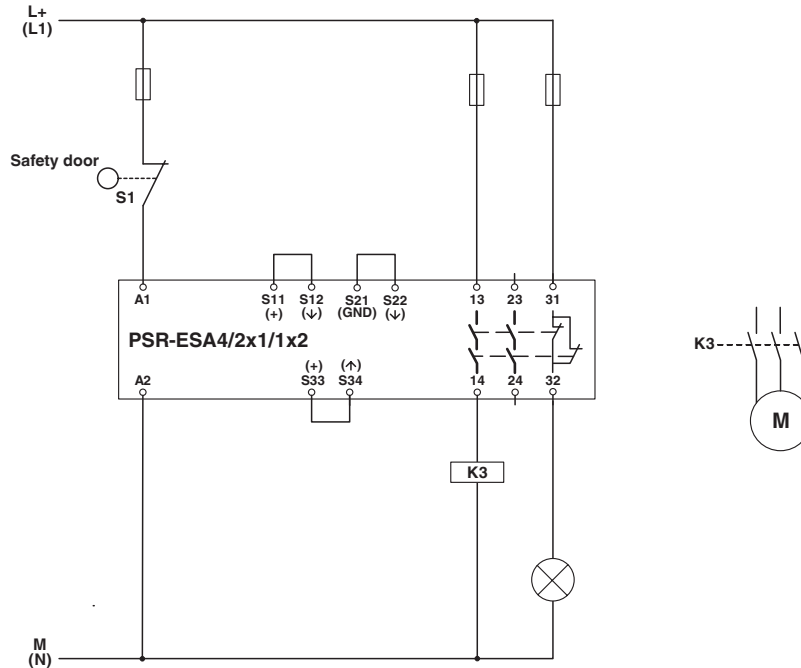 L+
(L1)
Safety door
S1
A1
S11
(+)
S12
(↓)
S21
(GND)
S22
(↓)
13
23
31
PSR-ESA4/2x1/1x2
A2
(+)
S33
(↑)
S34
14
24
32
K3
K3
M
M
(N)